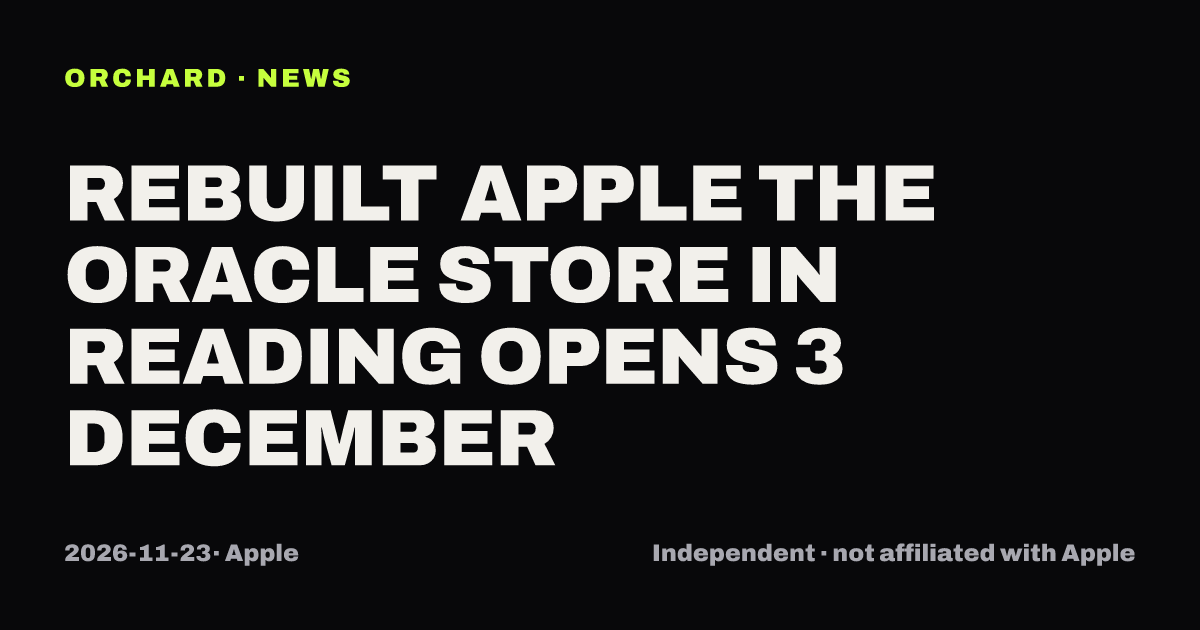 ORCHARD · NEWS
REBUILT APPLE THE
ORACLE STORE IN
READING OPENS 3
DECEMBER
2026-11-23· Apple
Independent · not affiliated with Apple